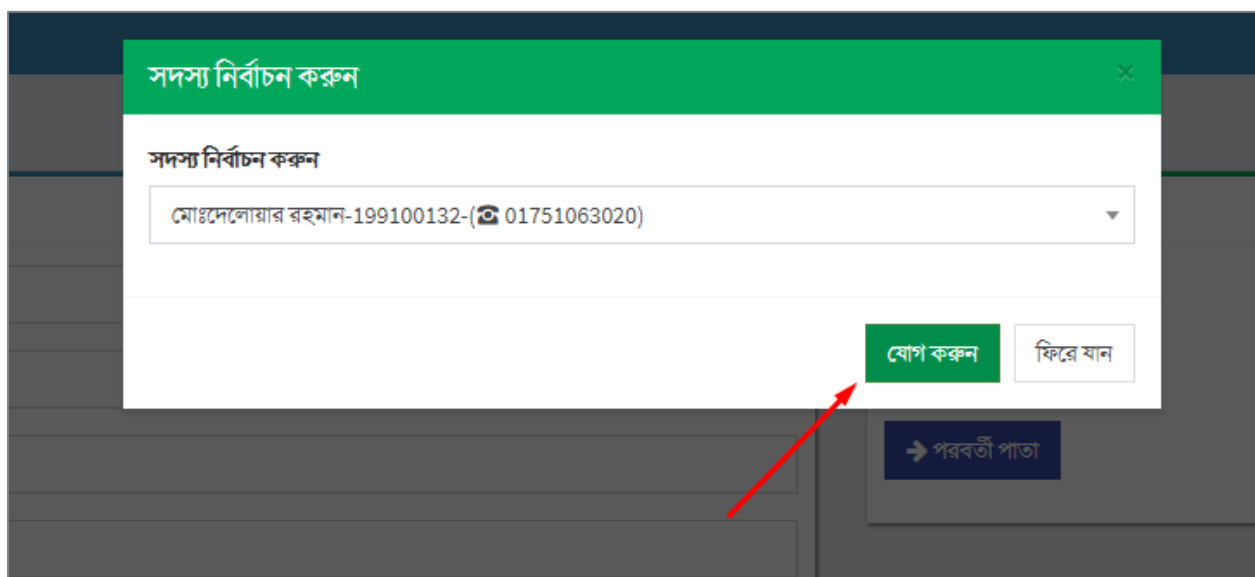 সদস্য নির্বাচন করুন
×
সদস্য নির্বাচন করুন
মোঃদেলোয়ার রহমান-199100132-(☎ 01751063020)
যোগ করুন
ফিরে যান
➔ পরবর্তী পাতা